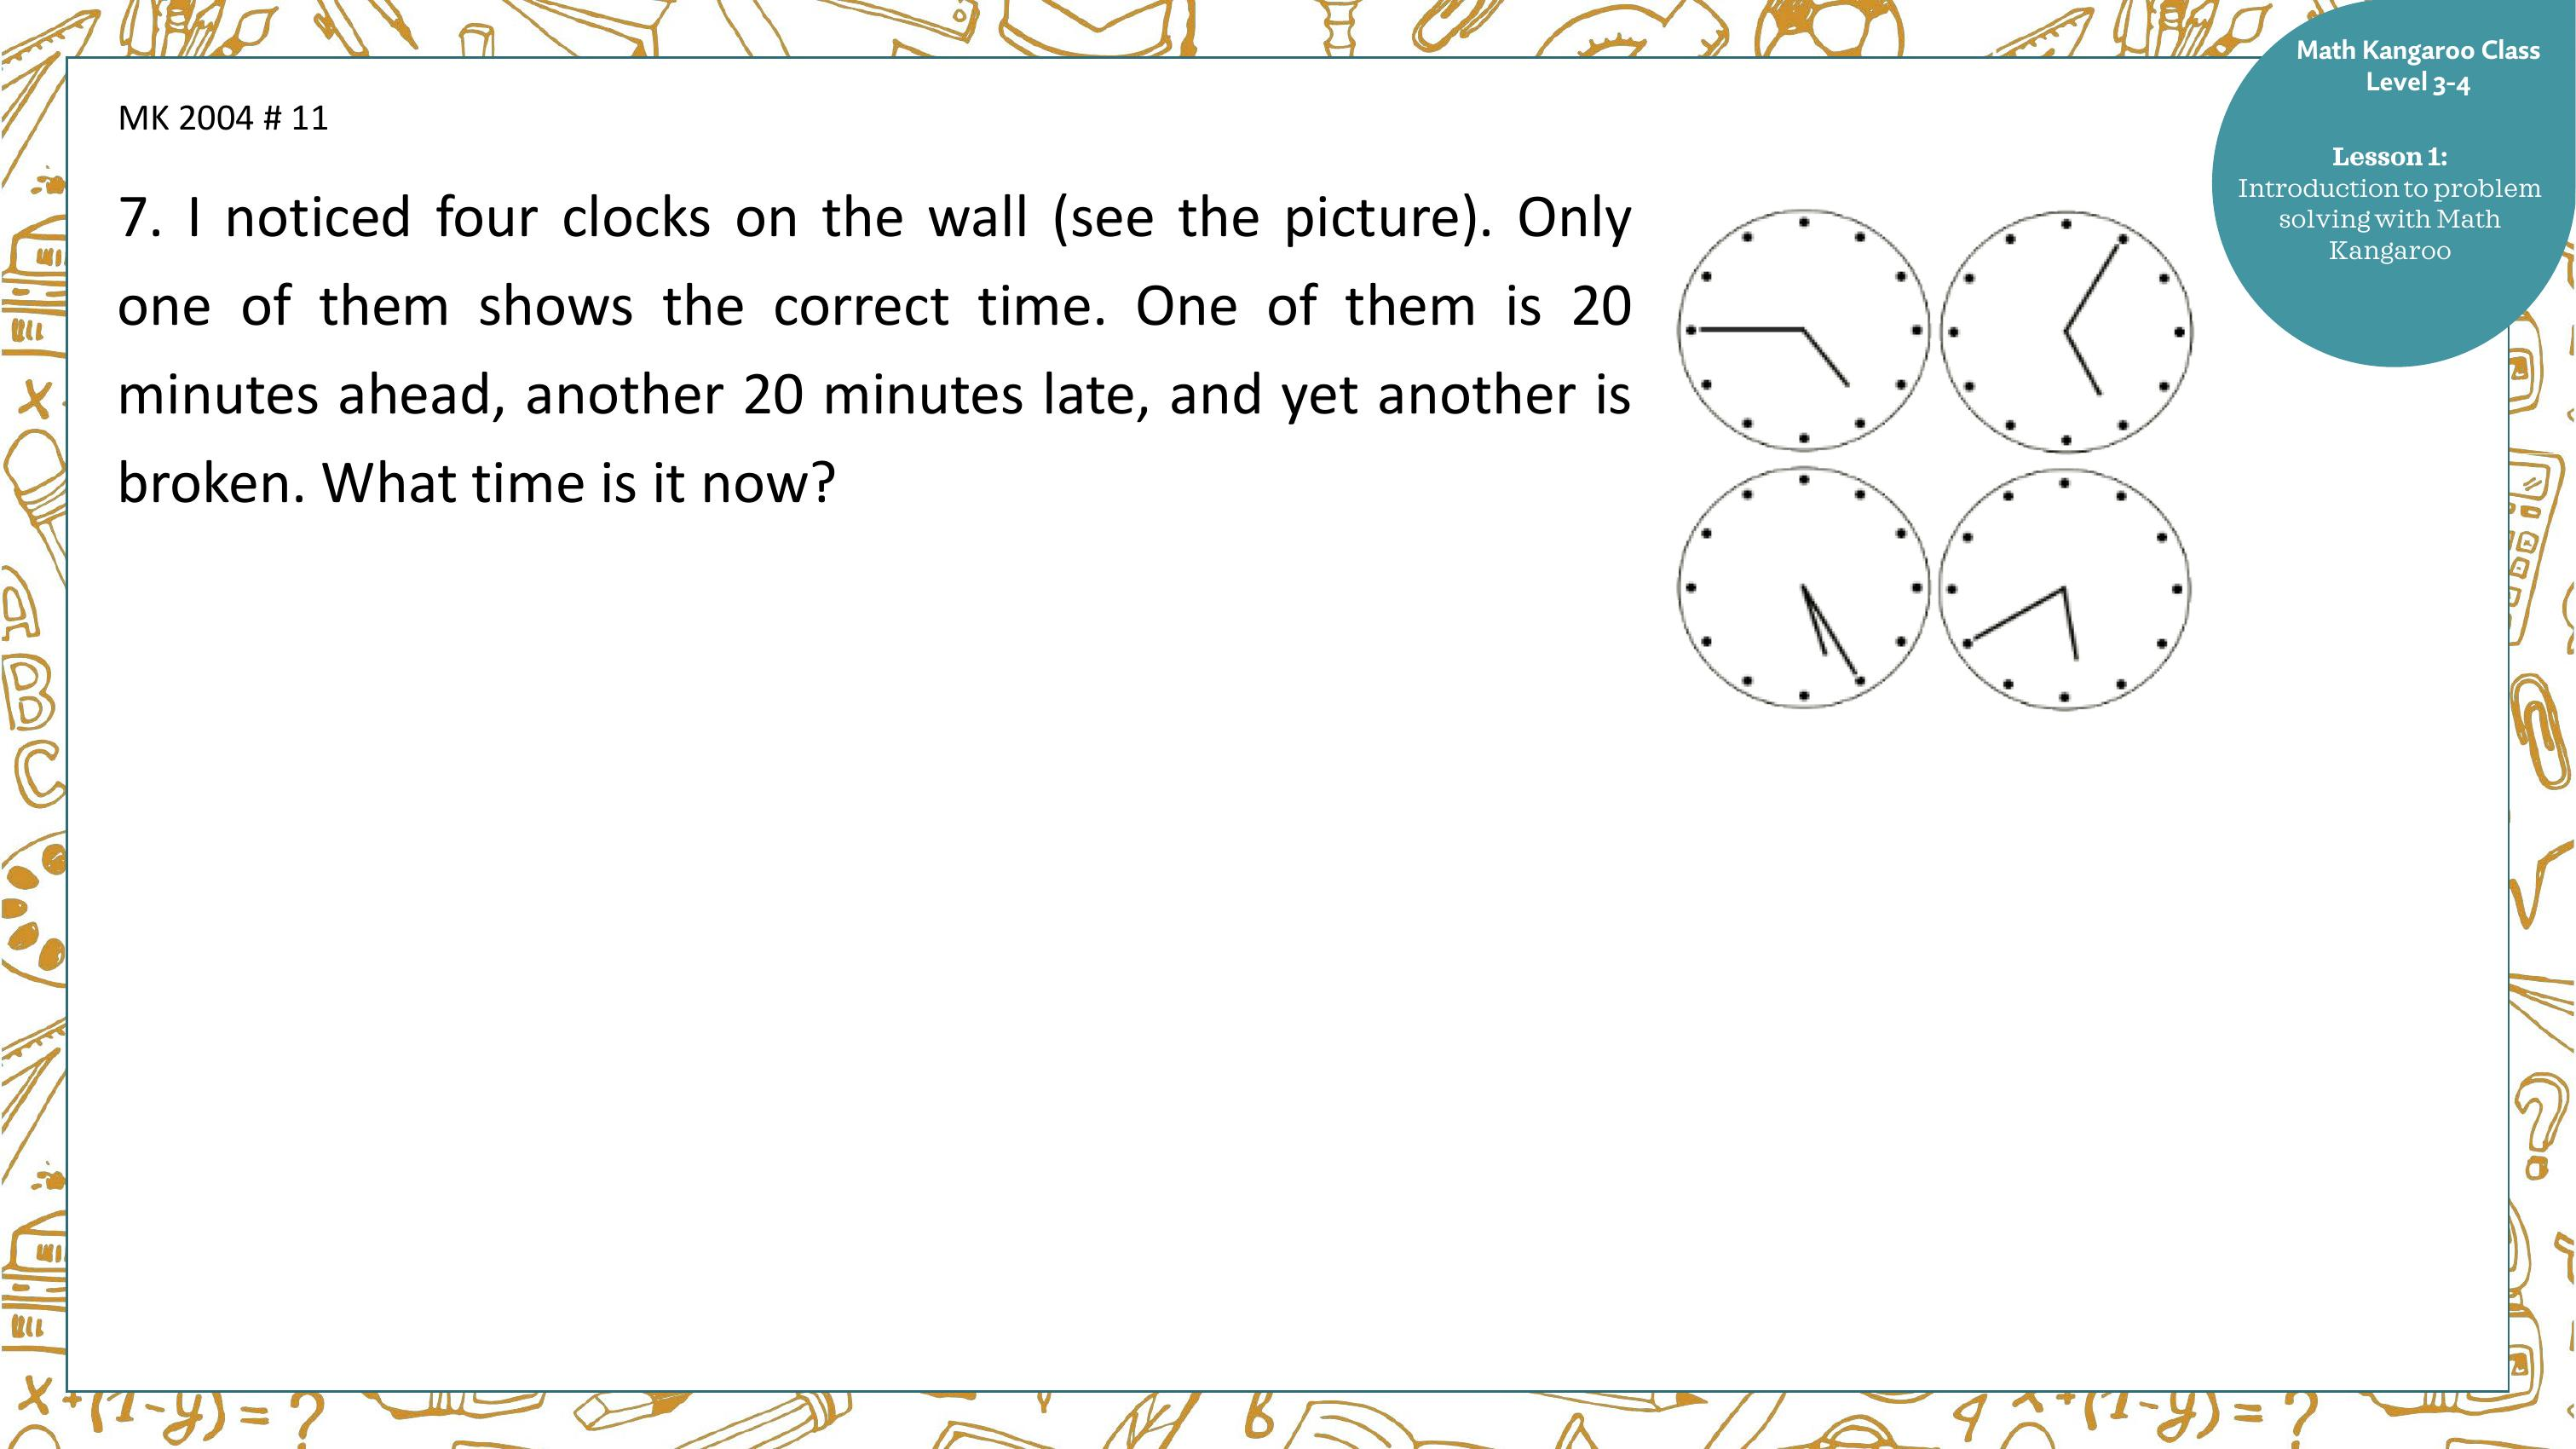 Math Kangaroo Class
Level 3-4
Lesson 1:
Introduction to problem
solving with Math
Kangaroo
MK 2004 # 11
7. I noticed four clocks on the wall (see the picture). Only
one of them shows the correct time. One of them is 20
minutes ahead, another 20 minutes late, and yet another is
broken. What time is it now?
A
B
C
x+(1-y)=?
B
9 x+(1-y)=?